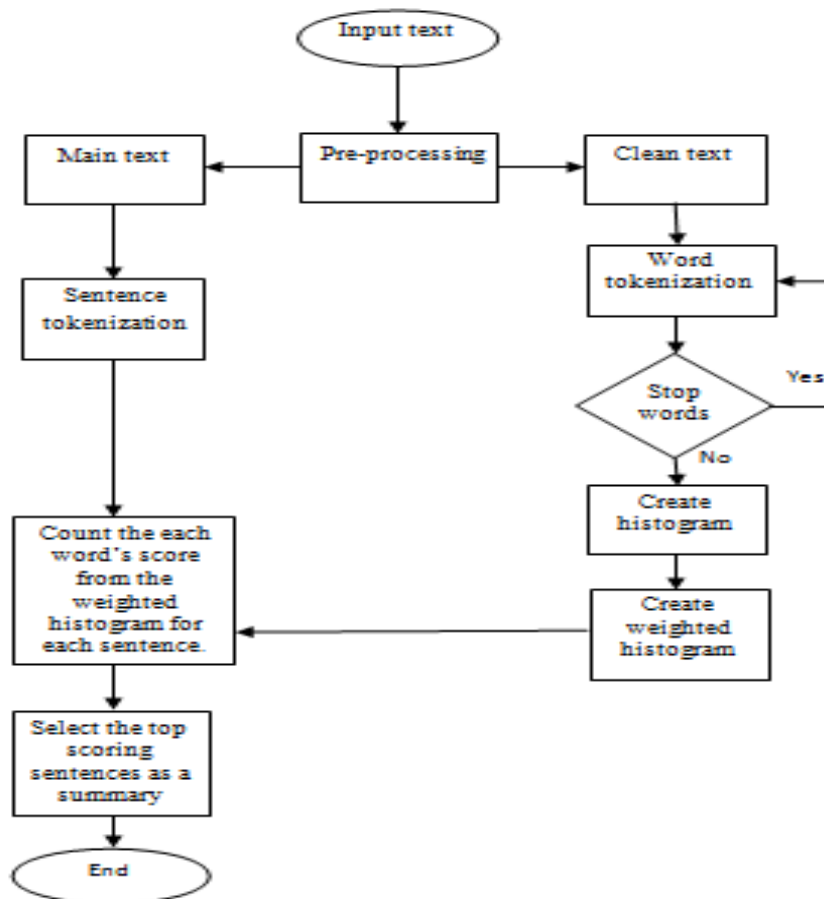 Input text
Main text
Pre-processing
Clean text
Sentence
tokenization
Word
tokenization
Stop
words
Yes
No
Create
histogram
Count the each
word's score
from the
weighted
histogram for
each sentence.
Create
weighted
histogram
Select the top
scoring
sentences as a
summary
End